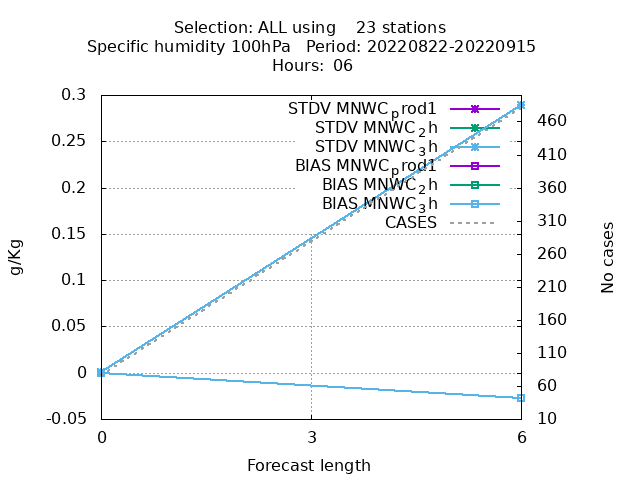 Selection: ALL using    23 stations
Specific humidity 100hPa   Period: 20220822-20220915
Hours:  06
STDV MNWC_prod1
STDV MNWC_2h
STDV MNWC_3h
BIAS MNWC_prod1
BIAS MNWC_2h
BIAS MNWC_3h
CASES
0.3
0.25
0.2
0.15
0.1
0.05
0
-0.05
460
410
360
310
260
210
160
110
60
10
g/Kg
No cases
0 3 6
Forecast length